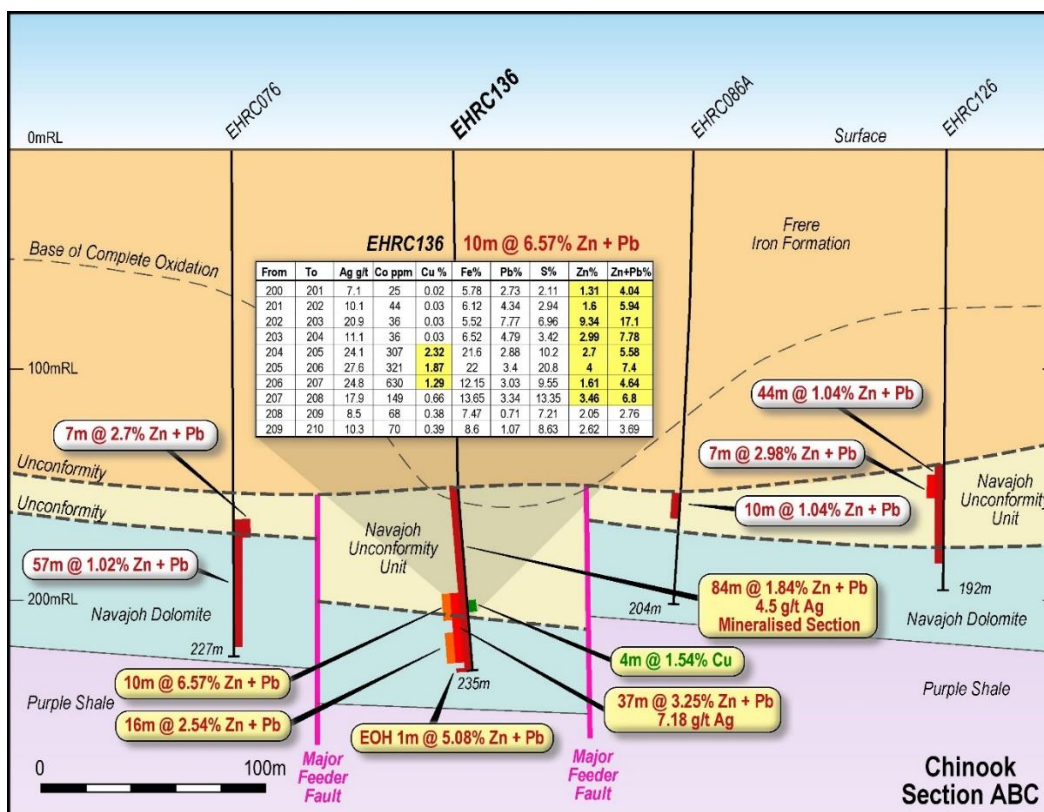 EHRC076
EHRC136
EHRC086A
EHRC126
0mRL
Surface
Base of Complete Oxidation
Frere
Iron Formation
EHRC136 10m @ 6.57% Zn + Pb
From To Ag g/t Co ppm Cu % Fe% Pb% S% Zn% Zn+Pb%
200 201 7.1 25 0.02 5.78 2.73 2.11 1.31 4.04
201 202 10.1 44 0.03 6.12 4.34 2.94 1.6 5.94
202 203 20.9 36 0.03 5.52 7.77 6.96 9.34 17.1
203 204 11.1 36 0.03 6.52 4.79 3.42 2.99 7.78
204 205 24.1 307 2.32 21.6 2.88 10.2 2.7 5.58
205 206 27.6 321 1.87 22 3.4 20.8 4 7.4
206 207 24.8 630 1.29 12.15 3.03 9.55 1.61 4.64
207 208 17.9 149 0.66 13.65 3.34 13.35 3.46 6.8
208 209 8.5 68 0.38 7.47 0.71 7.21 2.05 2.76
209 210 10.3 70 0.39 8.6 1.07 8.63 2.62 3.69
100mRL
44m @ 1.04% Zn + Pb
7m @ 2.7% Zn + Pb
7m @ 2.98% Zn + Pb
Unconformity
Unconformity
Navajoh
Unconformity
Unit
10m @ 1.04% Zn + Pb
Navajoh
Unconformity
Unit
57m @ 1.02% Zn + Pb
200mRL
Navajoh Dolomite
227m
204m
192m
Navajoh Dolomite
84m @ 1.84% Zn + Pb
4.5 g/t Ag
Mineralised Section
4m @ 1.54% Cu
10m @ 6.57% Zn + Pb
235m
37m @ 3.25% Zn + Pb
7.18 g/t Ag
Purple Shale
Purple Shale
16m @ 2.54% Zn + Pb
EOH 1m @ 5.08% Zn + Pb
0 100m
Major
Feeder
Fault
Major
Feeder
Fault
Chinook
Section ABC